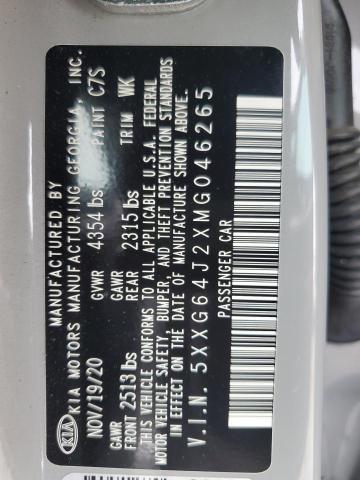 KIA
MANUFACTURED BY
KIA MOTORS MANUFACTURING GEORGIA, INC.
NOV/19/20 GVWR 4354 lbs PAINT C7S
GAWR FRONT 2513 lbs GAWR REAR 2315 lbs TRIM WK
THIS VEHICLE CONFORMS TO ALL APPLICABLE U.S.A. FEDERAL
MOTOR VEHICLE SAFETY, BUMPER, AND THEFT PREVENTION STANDARDS
IN EFFECT ON THE DATE OF MANUFACTURE SHOWN ABOVE.
V.I.N. 5XXG64J2XMG046265
PASSENGER CAR